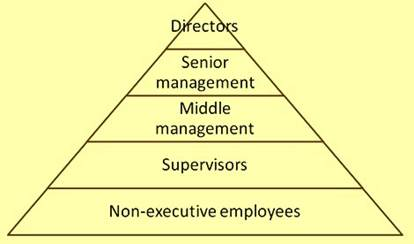 Directors
Senior
management
Middle
management
Supervisors
Non-executive employees